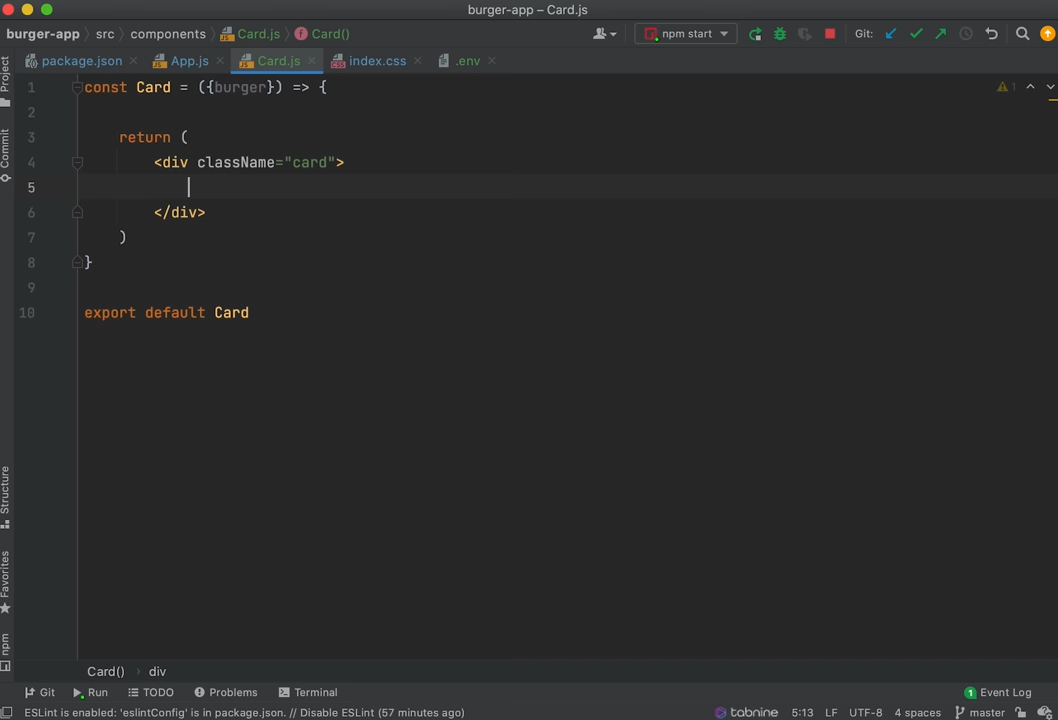 burger-app – Card.js
burger-app src components Card.js Card() npm start Git:
package.json App.js Card.js index.css .env
1 const Card = ({burger}) => { 1
2
3 return (
4 <div className="card">
5
6 </div>
7 )
8 }
9
10 export default Card
Project
Commit
Structure
Favorites
npm
Card() div
Git Run TODO Problems Terminal 1 Event Log
ESLint is enabled: 'eslintConfig' is in package.json. // Disable ESLint (57 minutes ago) tabnine 5:13 LF UTF-8 4 spaces master